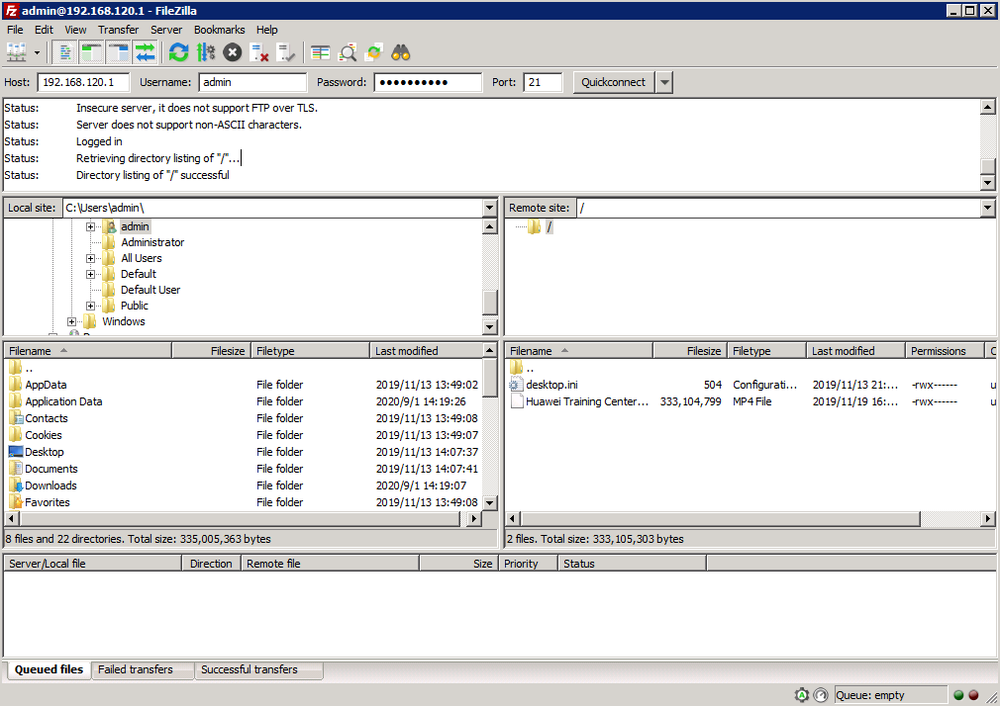 admin@192.168.120.1 - FileZilla
File Edit View Transfer Server Bookmarks Help
Host: 192.168.120.1 Username: admin Password: ●●●●●●●●●● Port: 21 Quickconnect
Status: Insecure server, it does not support FTP over TLS.
Status: Server does not support non-ASCII characters.
Status: Logged in
Status: Retrieving directory listing of "/"...
Status: Directory listing of "/" successful
Local site: C:\Users\admin\
admin
Administrator
All Users
Default
Default User
Public
Windows
Remote site: /
/
Filename Filesize Filetype Last modified
..
AppData File folder 2019/11/13 13:49:02
Application Data File folder 2020/9/1 14:19:26
Contacts File folder 2019/11/13 13:49:08
Cookies File folder 2019/11/13 13:49:07
Desktop File folder 2019/11/13 14:07:37
Documents File folder 2019/11/13 14:07:41
Downloads File folder 2020/9/1 14:19:07
Favorites File folder 2019/11/13 13:49:08
8 files and 22 directories. Total size: 335,005,363 bytes
Filename Filesize Filetype Last modified Permissions
..
desktop.ini 504 Configurati... 2019/11/13 21:... -rwx------
Huawei Training Center... 333,104,799 MP4 File 2019/11/19 16:... -rwx------
2 files. Total size: 333,105,303 bytes
Server/Local file Direction Remote file Size Priority Status
Queued files Failed transfers Successful transfers
Queue: empty